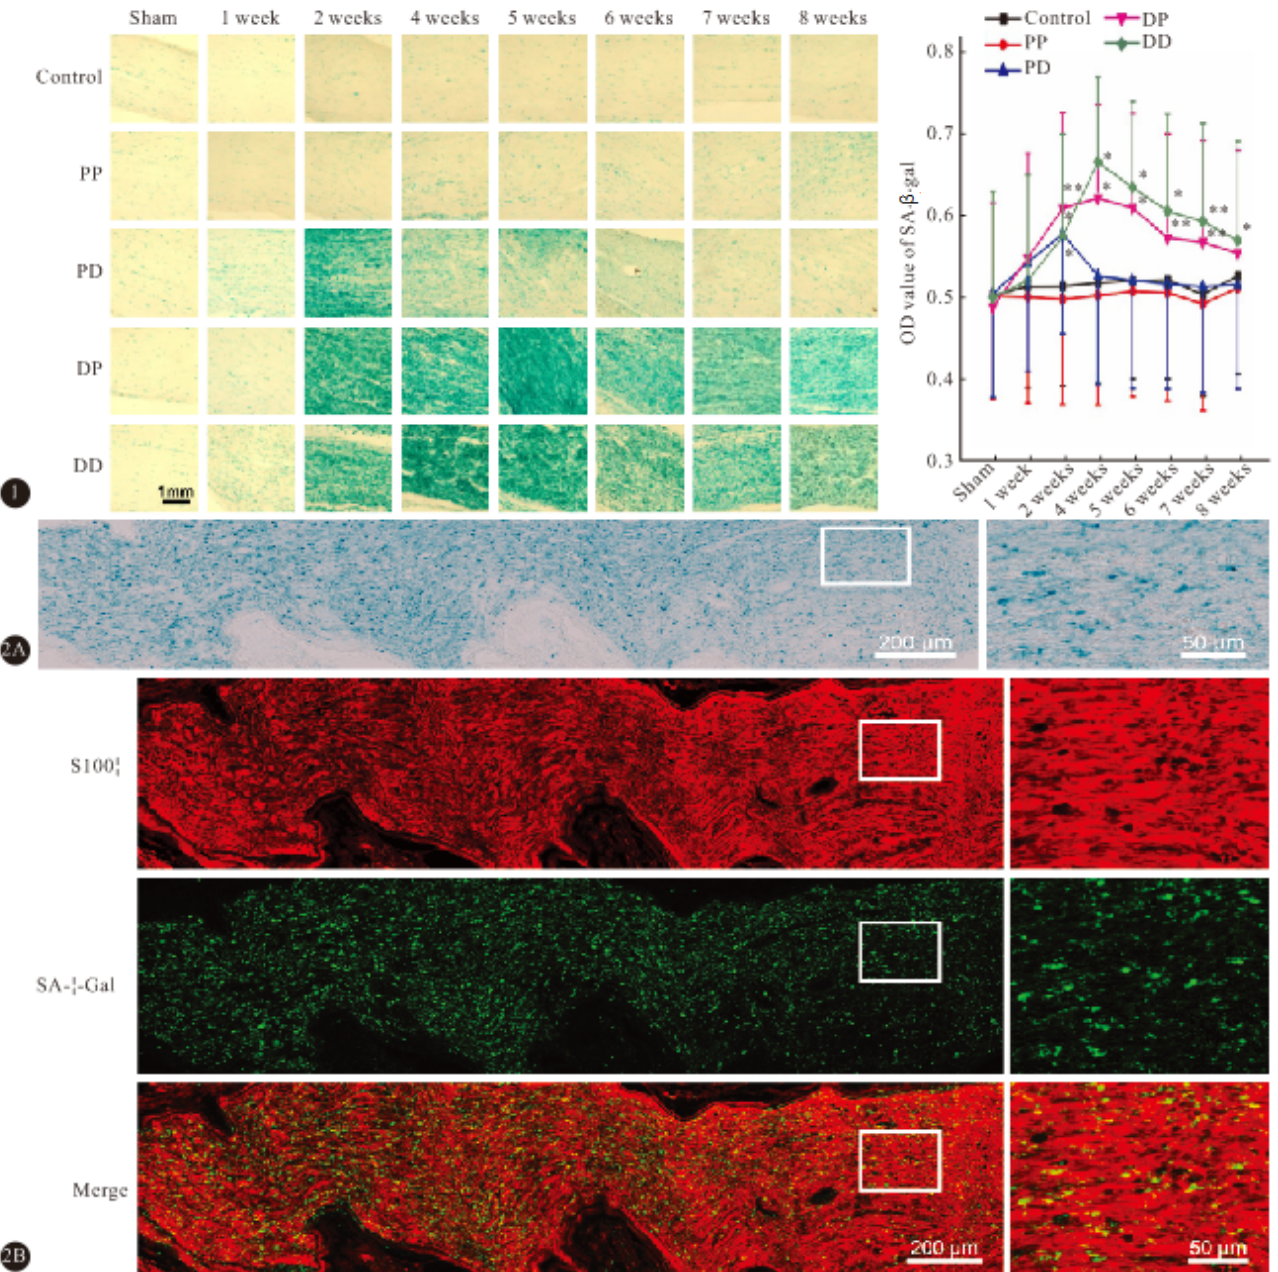 Sham 1 week 2 weeks 4 weeks 5 weeks 6 weeks 7 weeks 8 weeks
Control
PP
PD
DP
DD
1 mm
1
Control DP
PP DD
PD
0.8
0.7
0.6
0.5
0.4
0.3
OD value of SA-β-gal
* *
*
*
*
*
*
*
*
* *
* *
* *
*
Sham 1 week 2 weeks 4 weeks 5 weeks 6 weeks 7 weeks 8 weeks
2A
200 μm
50 μm
S100¦
SA-¦-Gal
Merge
2B
200 μm
50 μm